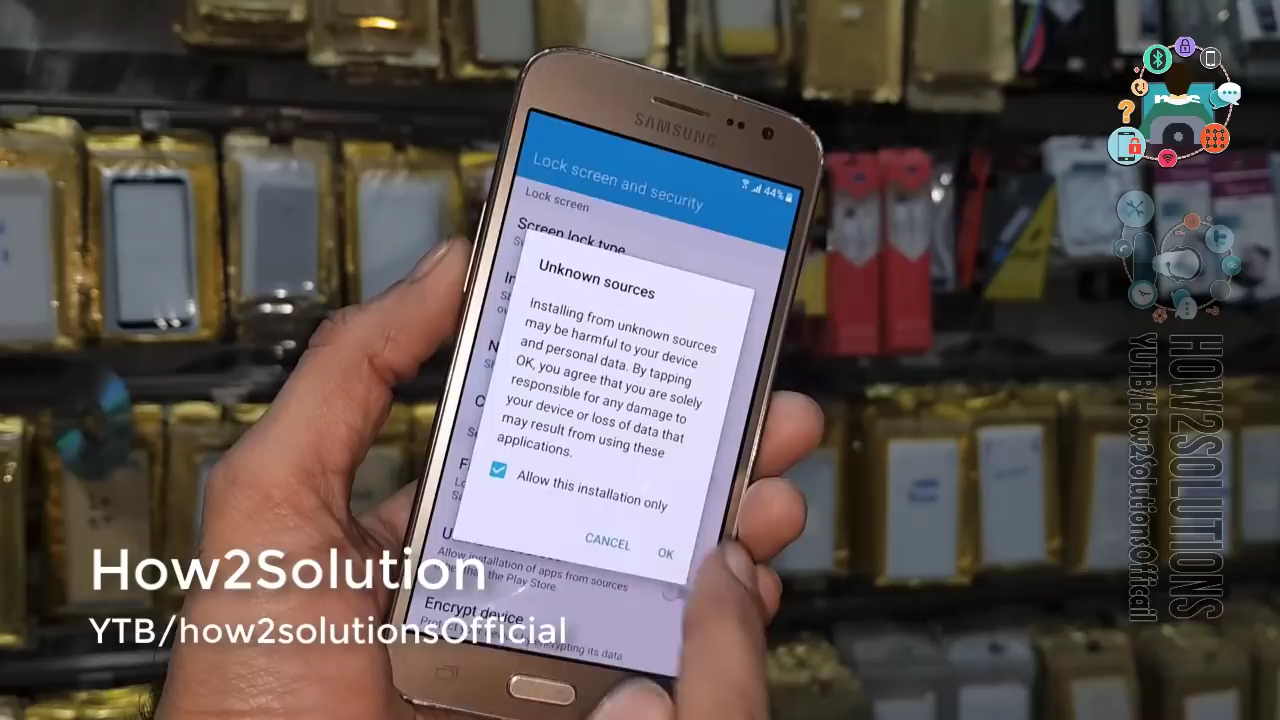 SAMSUNG
44%
Lock screen and security
Lock screen
Screen lock type
Unknown sources
Installing from unknown sources
may be harmful to your device
and personal data. By tapping
OK, you agree that you are solely
responsible for any damage to
your device or loss of data that
may result from using these
applications.
Allow this installation only
CANCEL OK
Allow installation of apps from sources
than the Play Store.
Encrypt device
encrypting its data
How2Solution
YTB/how2solutionsOfficial
HOW2SOLUTIONS
YUTB/How2SolutionsOffcail